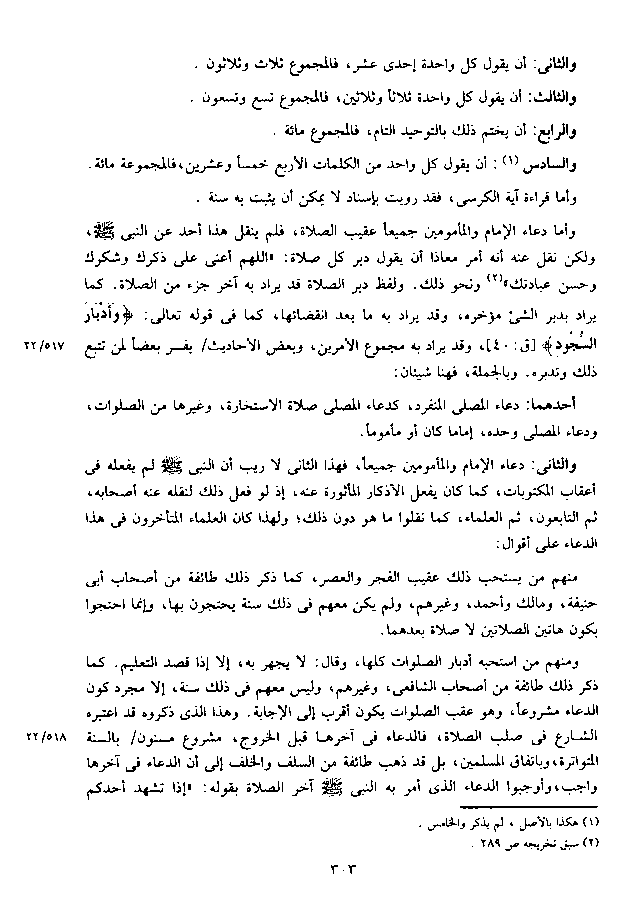 والثانى: أن يقول كل واحدة إحدى عشر، فالمجموع ثلاث وثلاثون .
والثالث: أن يقول كل واحدة ثلاثاً وثلاثين، فالمجموع تسع وتسعون .
والرابع: أن يختم ذلك بالتوحيد التام، فالمجموع مائة .
والسادس (١) : أن يقول كل واحد من الكلمات الأربع خمساً وعشرين،فالمجموعة مائة.
وأما قراءة آية الكرسى، فقد رويت بإسناد لا يمكن أن يثبت به سنة .
وأما دعاء الإمام والمأمومين جميعاً عقيب الصلاة، فلم ينقل هذا أحد عن النبى ﷺ،
ولكن نقل عنه أنه أمر معاذا أن يقول دبر كل صلاة: «اللهم أعنى على ذكرك وشكرك
وحسن عبادتك»(٢) ونحو ذلك. ولفظ دبر الصلاة قد يراد به آخر جزء من الصلاة. كما
يراد بدبر الشئ مؤخره، وقد يراد به ما بعد انقضائها، كما فى قوله تعالى: ﴿وَأَدْبَارَ
السُّجُودِ﴾ [ق: ٤٠]، وقد يراد به مجموع الأمرين، وبعض الأحاديث/ يفسر بعضاً لمن تتبع ٢٢/٥١٧
ذلك وتدبره. وبالجملة، فهنا شيئان:
أحدهما: دعاء المصلى المنفرد، كدعاء المصلى صلاة الاستخارة، وغيرها من الصلوات،
ودعاء المصلى وحده، إماما كان أو مأموماً.
والثانى: دعاء الإمام والمأمومين جميعاً، فهذا الثانى لا ريب أن النبى ﷺ لم يفعله فى
أعقاب المكتوبات، كما كان يفعل الأذكار المأثورة عنه، إذ لو فعل ذلك لنقله عنه أصحابه،
ثم التابعون، ثم العلماء، كما نقلوا ما هو دون ذلك؛ ولهذا كان العلماء المتأخرون فى هذا
الدعاء على أقوال:
منهم من يستحب ذلك عقيب الفجر والعصر، كما ذكر ذلك طائفة من أصحاب أبى
حنيفة، ومالك وأحمد، وغيرهم، ولم يكن معهم فى ذلك سنة يحتجون بها، وإنما احتجوا
بكون هاتين الصلاتين لا صلاة بعدهما.
ومنهم من استحبه أدبار الصلوات كلها، وقال: لا يجهر به، إلا إذا قصد التعليم. كما
ذكر ذلك طائفة من أصحاب الشافعى، وغيرهم، وليس معهم فى ذلك سنة، إلا مجرد كون
الدعاء مشروعاً، وهو عقب الصلوات يكون أقرب إلى الإجابة. وهذا الذى ذكروه قد اعتبره
الشارع فى صلب الصلاة، فالدعاء فى آخرها قبل الخروج، مشروع مسنون/ بالسنة ٢٢/٥١٨
المتواترة،وباتفاق المسلمين، بل قد ذهب طائفة من السلف والخلف إلى أن الدعاء فى آخرها
واجب،وأوجبوا الدعاء الذى أمر به النبى ﷺ آخر الصلاة بقوله: «إذا تشهد أحدكم
(١) هكذا بالأصل ، لم يذكر والخامس .
(٢) سبق تخريجه ص ٢٨٩ .
٣٠٣